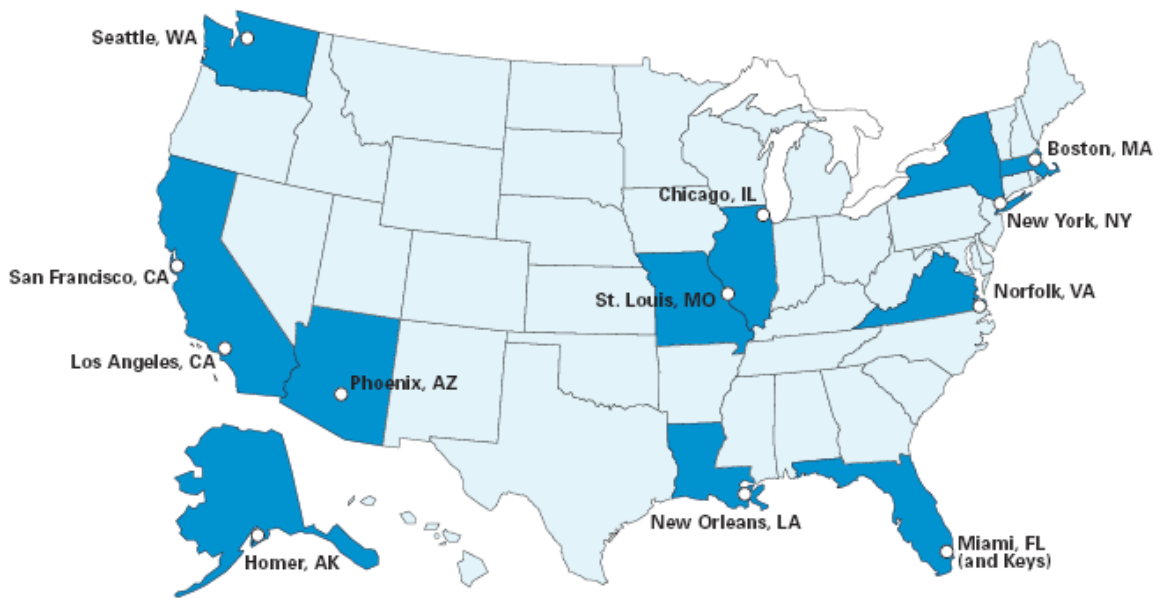 Seattle, WA
Boston, MA
Chicago, IL
New York, NY
San Francisco, CA
St. Louis, MO
Norfolk, VA
Los Angeles, CA
Phoenix, AZ
New Orleans, LA
Homer, AK
Miami, FL
(and Keys)